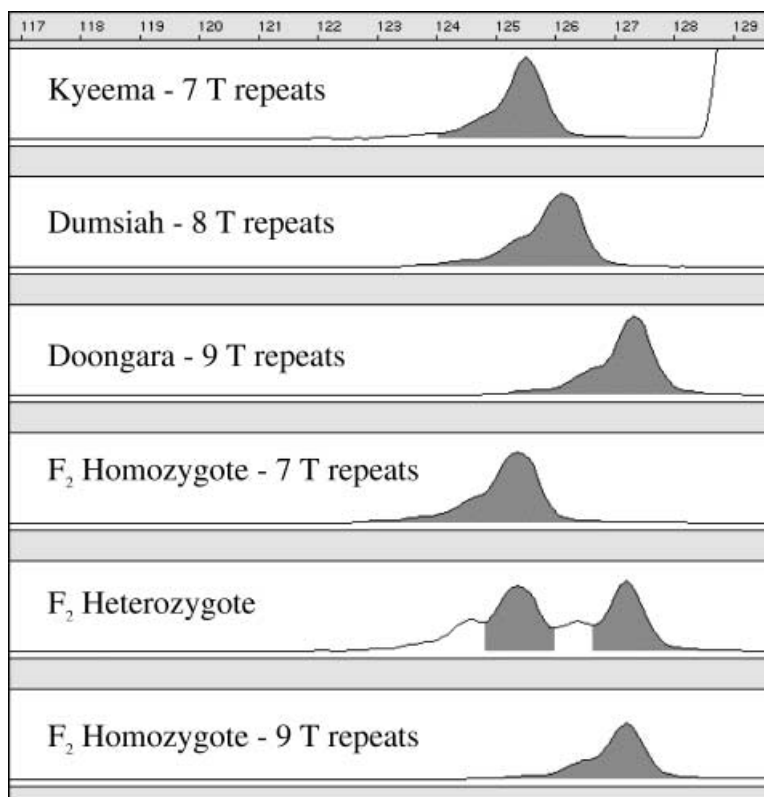 117 118 119 120 121 122 123 124 125 126 127 128 129
Kyeema - 7 T repeats
Dumsiah - 8 T repeats
Doongara - 9 T repeats
F₂ Homozygote - 7 T repeats
F₂ Heterozygote
F₂ Homozygote - 9 T repeats